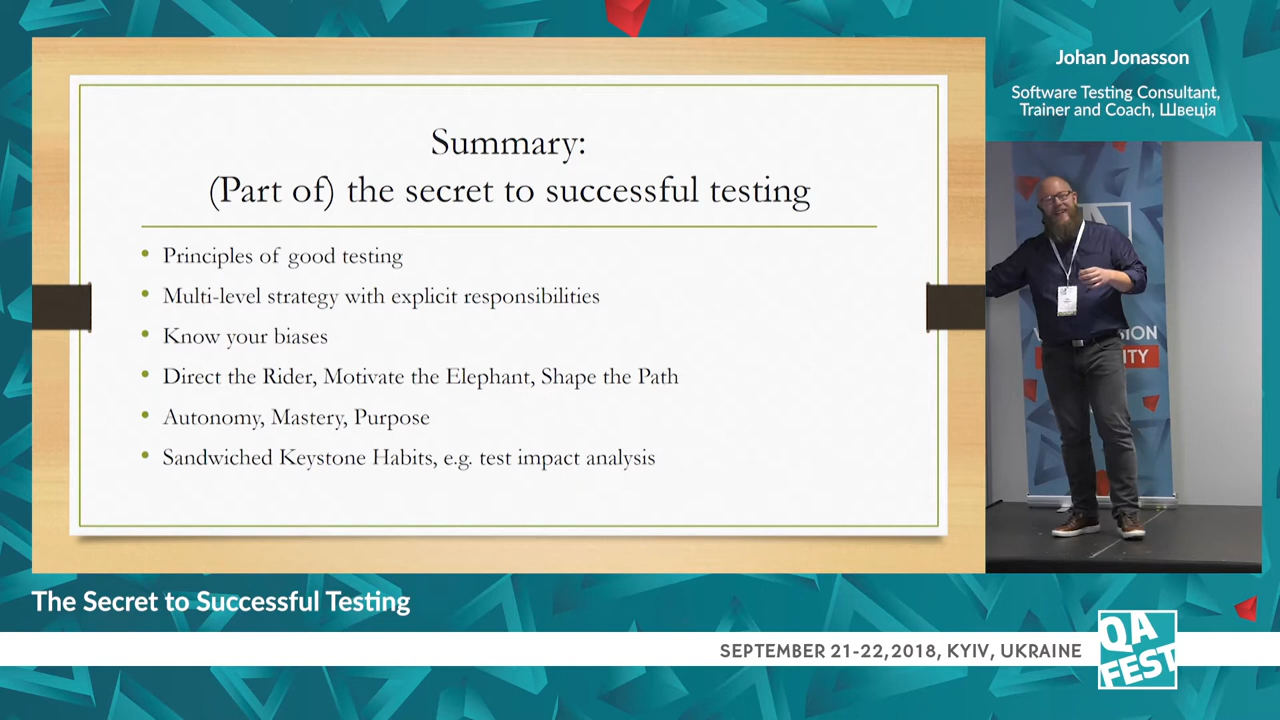 Johan Jonasson
Software Testing Consultant,
Trainer and Coach, Швеція
Summary:
(Part of) the secret to successful testing
• Principles of good testing
• Multi-level strategy with explicit responsibilities
• Know your biases
• Direct the Rider, Motivate the Elephant, Shape the Path
• Autonomy, Mastery, Purpose
• Sandwiched Keystone Habits, e.g. test impact analysis
The Secret to Successful Testing
SEPTEMBER 21-22,2018, KYIV, UKRAINE
QA
FEST